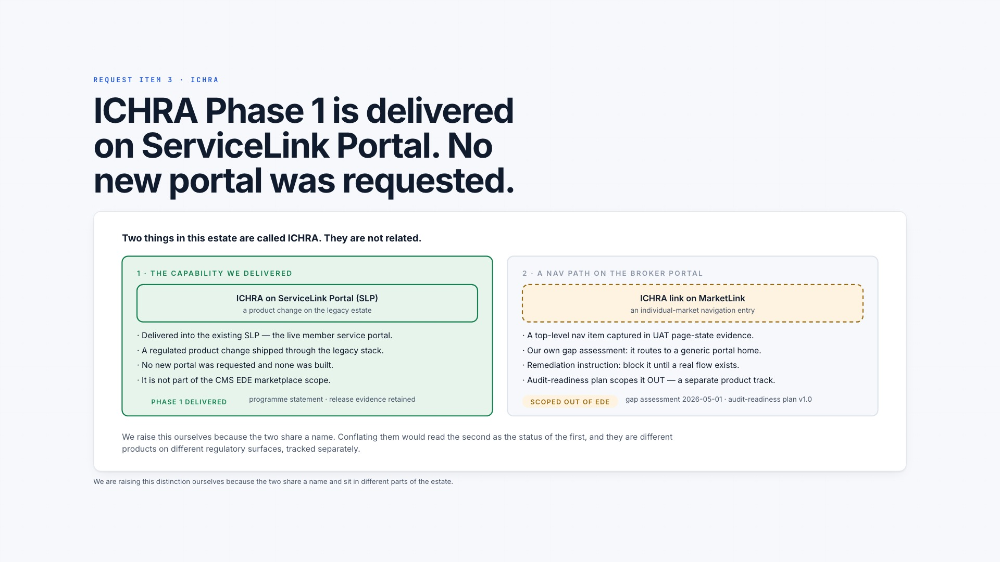 REQUEST ITEM 3 · ICHRA
ICHRA Phase 1 is delivered
on ServiceLink Portal. No
new portal was requested.
Two things in this estate are called ICHRA. They are not related.
1 · THE CAPABILITY WE DELIVERED
ICHRA on ServiceLink Portal (SLP)
a product change on the legacy estate
· Delivered into the existing SLP — the live member service portal.
· A regulated product change shipped through the legacy stack.
· No new portal was requested and none was built.
· It is not part of the CMS EDE marketplace scope.
PHASE 1 DELIVERED
programme statement · release evidence retained
2 · A NAV PATH ON THE BROKER PORTAL
ICHRA link on MarketLink
an individual-market navigation entry
· A top-level nav item captured in UAT page-state evidence.
· Our own gap assessment: it routes to a generic portal home.
· Remediation instruction: block it until a real flow exists.
· Audit-readiness plan scopes it OUT — a separate product track.
SCOPED OUT OF EDE
gap assessment 2026-05-01 · audit-readiness plan v1.0
We raise this ourselves because the two share a name. Conflating them would read the second as the status of the first, and they are different
products on different regulatory surfaces, tracked separately.
We are raising this distinction ourselves because the two share a name and sit in different parts of the estate.